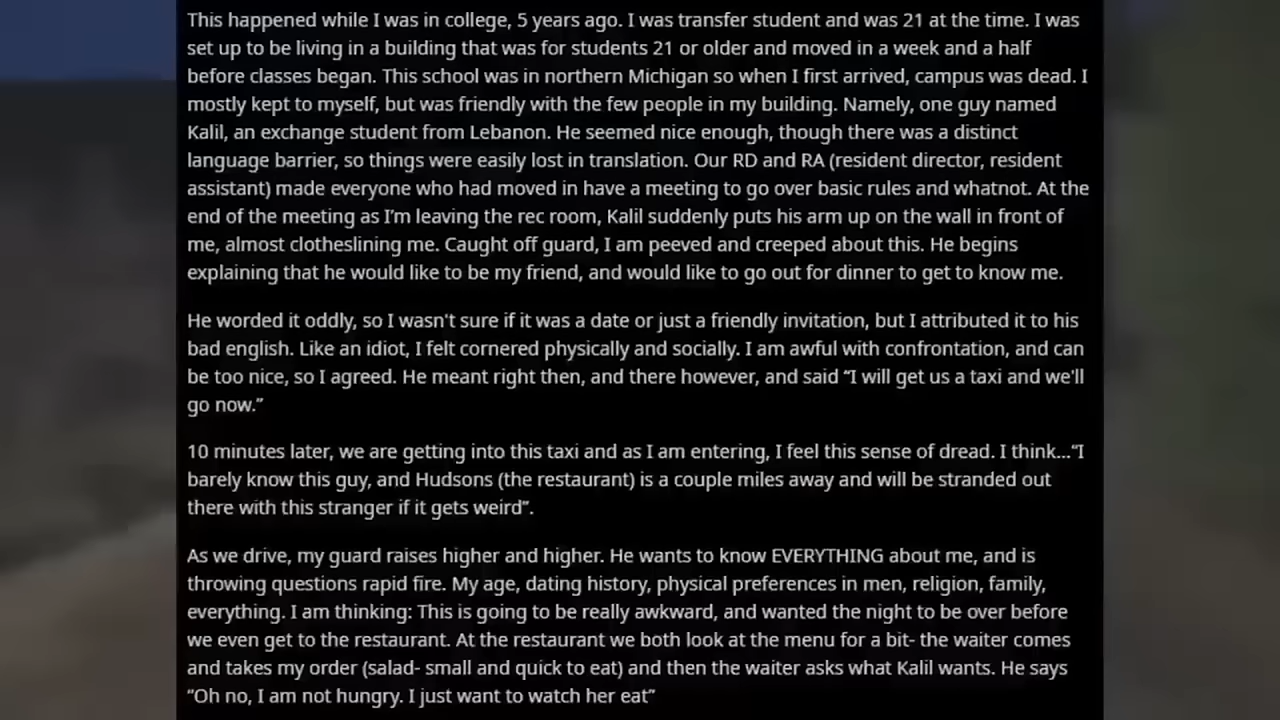 This happened while I was in college, 5 years ago. I was transfer student and was 21 at the time. I was
set up to be living in a building that was for students 21 or older and moved in a week and a half
before classes began. This school was in northern Michigan so when I first arrived, campus was dead. I
mostly kept to myself, but was friendly with the few people in my building. Namely, one guy named
Kalil, an exchange student from Lebanon. He seemed nice enough, though there was a distinct
language barrier, so things were easily lost in translation. Our RD and RA (resident director, resident
assistant) made everyone who had moved in have a meeting to go over basic rules and whatnot. At the
end of the meeting as I’m leaving the rec room, Kalil suddenly puts his arm up on the wall in front of
me, almost clotheslining me. Caught off guard, I am peeved and creeped about this. He begins
explaining that he would like to be my friend, and would like to go out for dinner to get to know me.
He worded it oddly, so I wasn't sure if it was a date or just a friendly invitation, but I attributed it to his
bad english. Like an idiot, I felt cornered physically and socially. I am awful with confrontation, and can
be too nice, so I agreed. He meant right then, and there however, and said “I will get us a taxi and we'll
go now.”
10 minutes later, we are getting into this taxi and as I am entering, I feel this sense of dread. I think...“I
barely know this guy, and Hudsons (the restaurant) is a couple miles away and will be stranded out
there with this stranger if it gets weird”.
As we drive, my guard raises higher and higher. He wants to know EVERYTHING about me, and is
throwing questions rapid fire. My age, dating history, physical preferences in men, religion, family,
everything. I am thinking: This is going to be really awkward, and wanted the night to be over before
we even get to the restaurant. At the restaurant we both look at the menu for a bit- the waiter comes
and takes my order (salad- small and quick to eat) and then the waiter asks what Kalil wants. He says
“Oh no, I am not hungry. I just want to watch her eat”